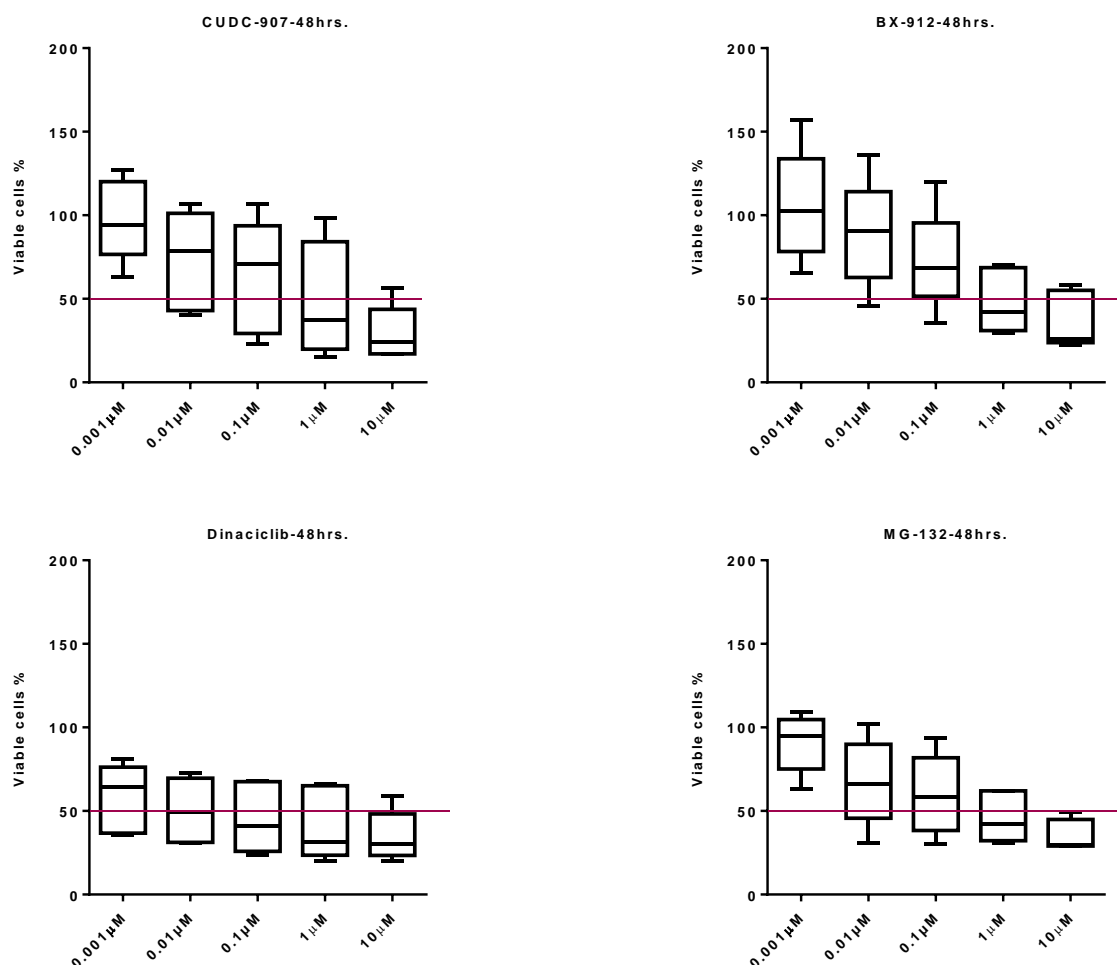 CUDC-907-48hrs.
Viable cells %
200
150
100
50
0
0.001µM
0.01µM
0.1µM
1µM
10µM
BX-912-48hrs.
Viable cells %
200
150
100
50
0
0.001µM
0.01µM
0.1µM
1µM
10µM
Dinaciclib-48hrs.
Viable cells %
200
150
100
50
0
0.001µM
0.01µM
0.1µM
1µM
10µM
MG-132-48hrs.
Viable cells %
200
150
100
50
0
0.001µM
0.01µM
0.1µM
1µM
10µM